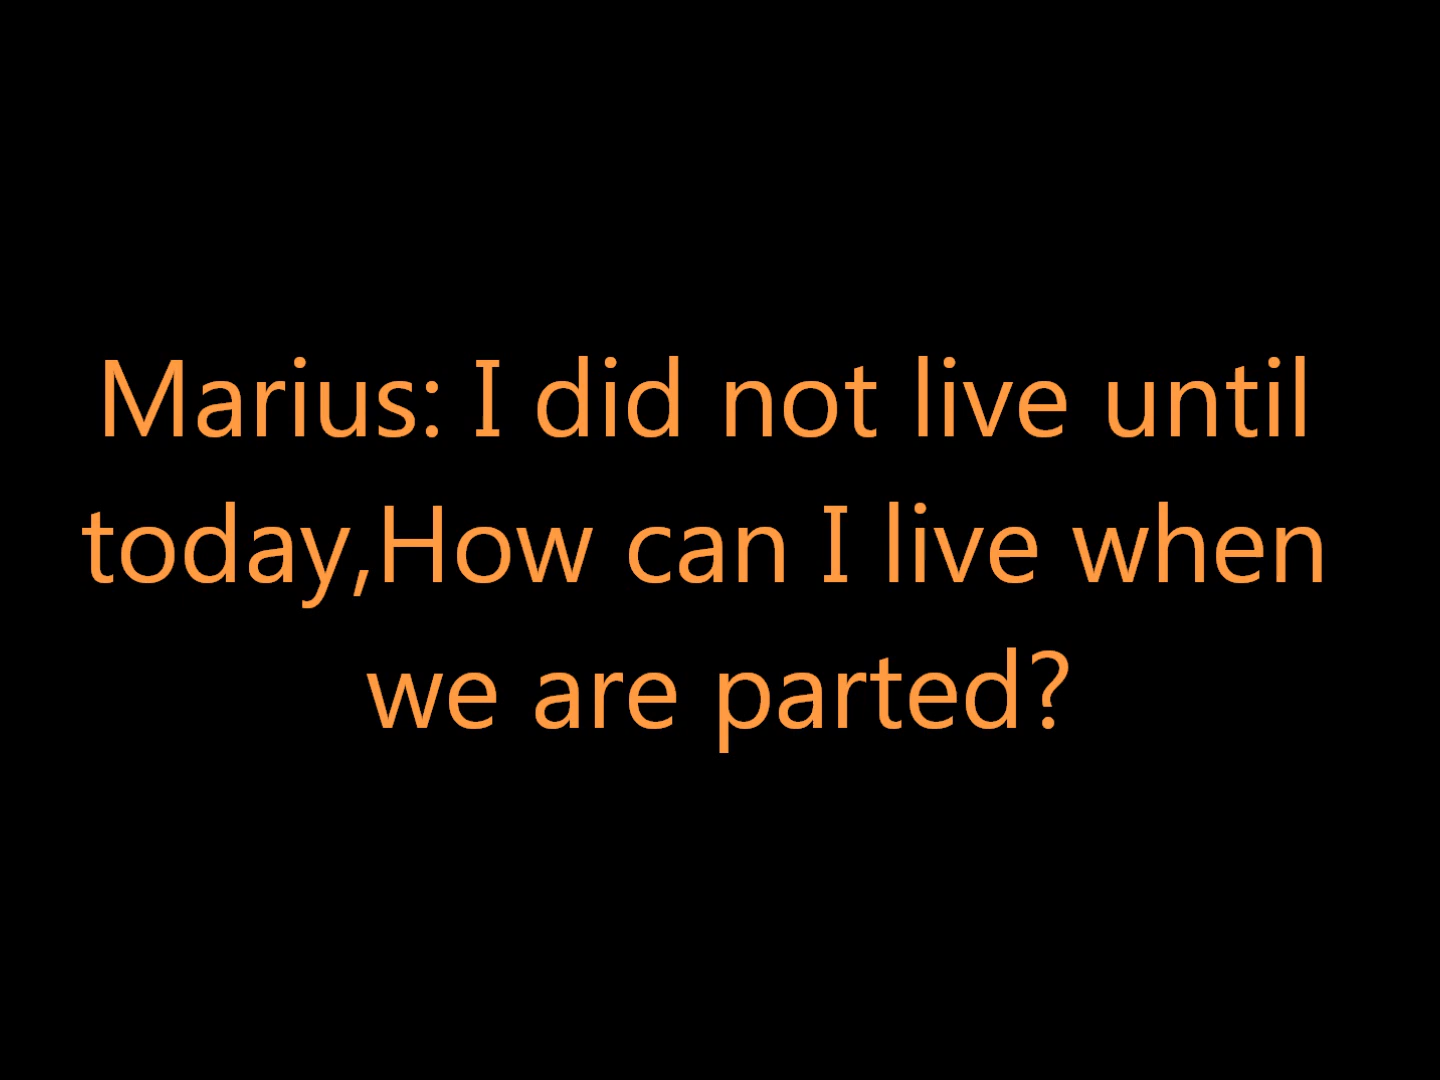 Marius: I did not live until
today,How can I live when
we are parted?